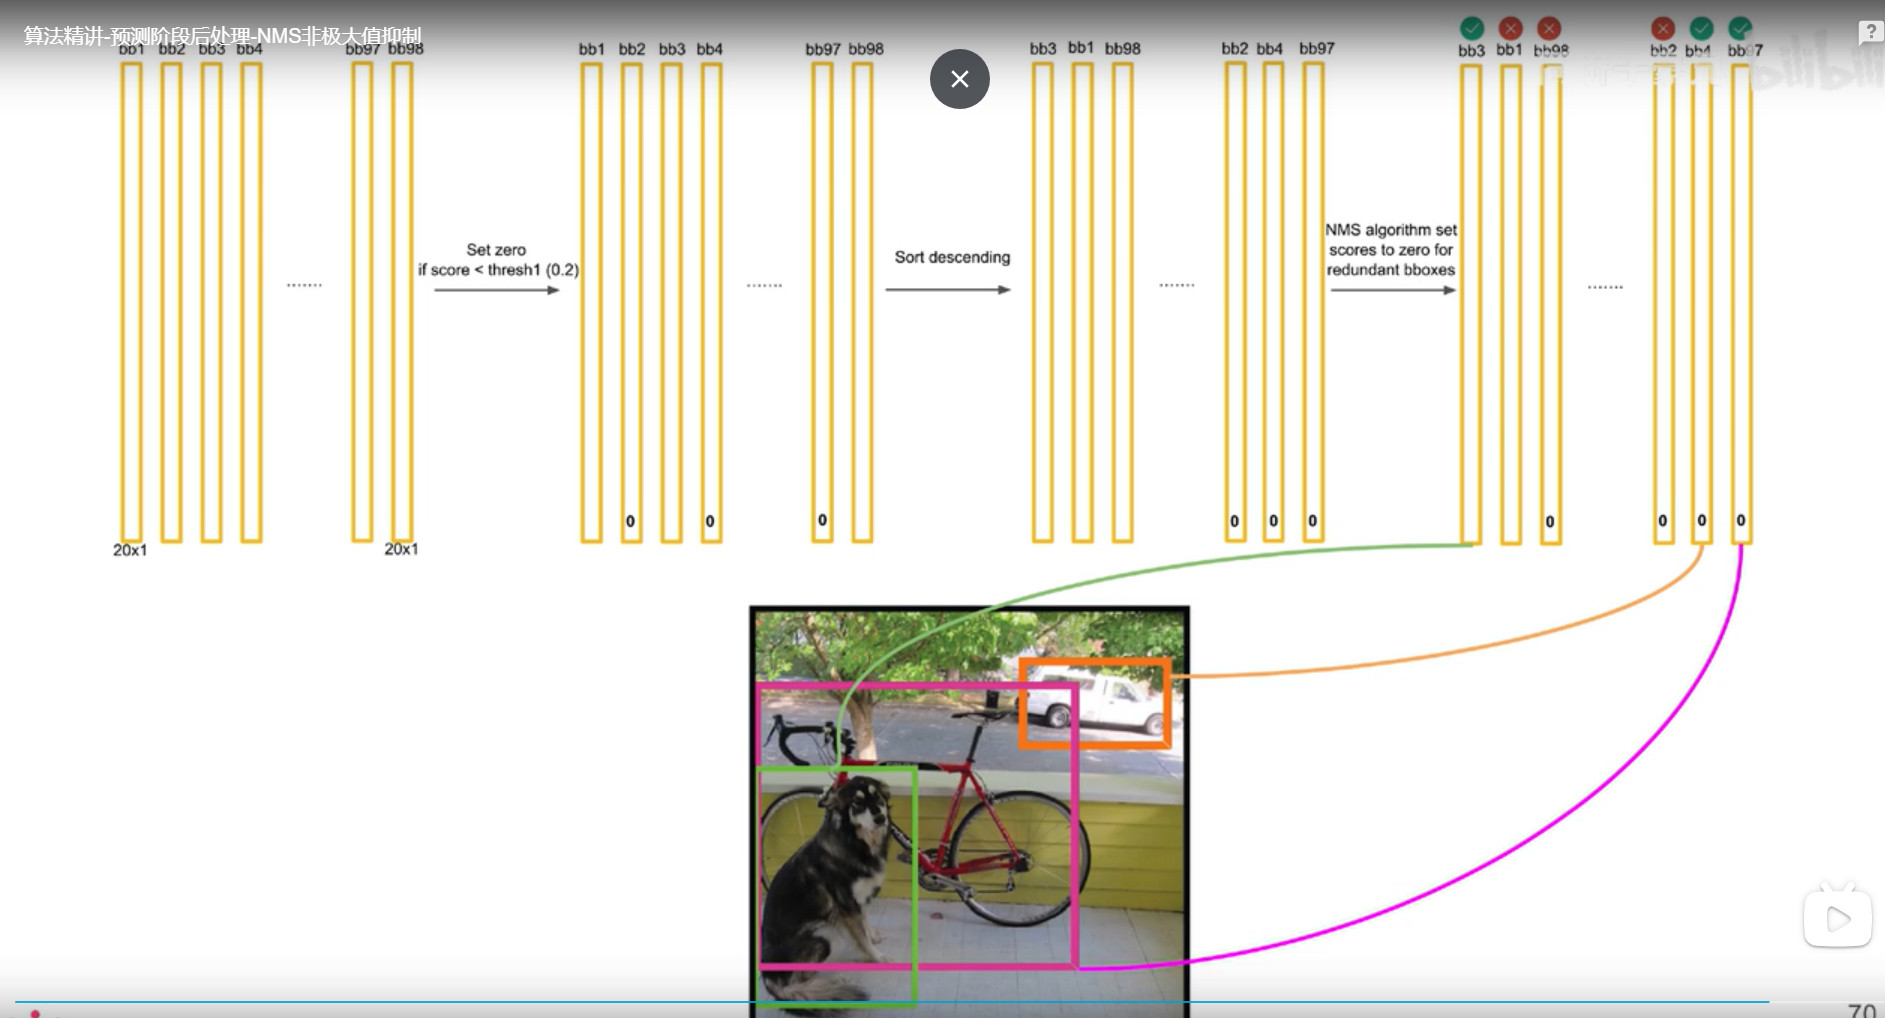 算法精讲-预测阶段后处理-NMS非极大值抑制
bb1 bb2 bb3 bb4 bb97 bb98 bb1 bb2 bb3 bb4 bb97 bb98 bb3 bb1 bb98 bb2 bb4 bb97 bb3 bb1 bb98 bb2 bb4 bb97
?
bilibili
Set zero
if score < thresh1 (0.2)
.......
.......
Sort descending
.......
NMS algorithm set
scores to zero for
redundant bboxes
.......
0 0 0 0 0 0 0 0 0 0
20x1 20x1
70